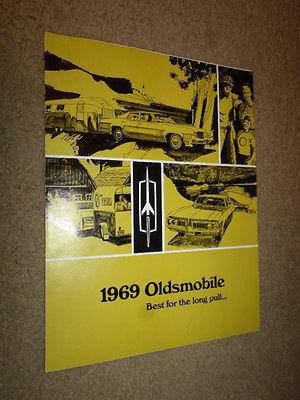 1969 Oldsmobile
Best for the long pull...